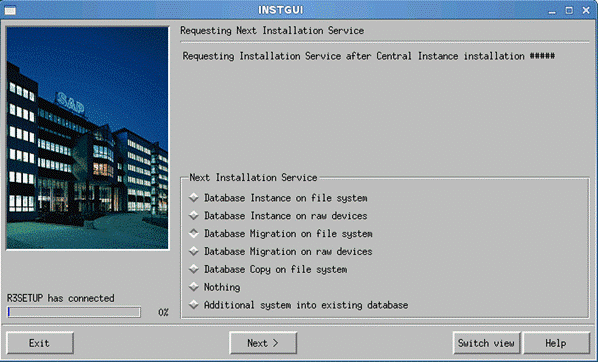 INSTGUI
Requesting Next Installation Service
SAP
Requesting Installation Service after Central Instance installation #####
Next Installation Service
Database Instance on file system
Database Instance on raw devices
Database Migration on file system
Database Migration on raw devices
Database Copy on file system
Nothing
Additional system into existing database
R3SETUP has connected
0%
Exit
Next >
Switch view
Help